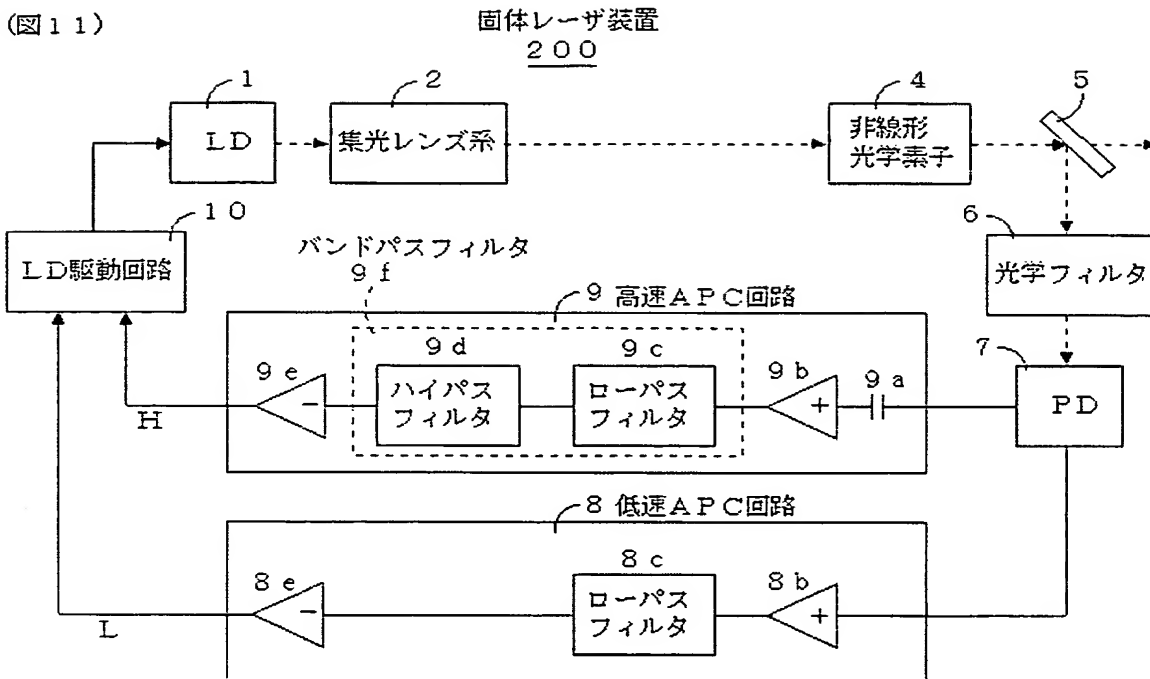 (図11)
固体レーザ装置
200
1
2
4
5
LD
集光レンズ系
非線形
光学素子
10
6
LD駆動回路
バンドパスフィルタ
9f
光学フィルタ
9 高速APC回路
9e
9d
9c
9b
9a
7
ハイパス
フィルタ
ローパス
フィルタ
PD
−
+
H
8 低速APC回路
8e
8c
8b
ローパス
フィルタ
−
+
L